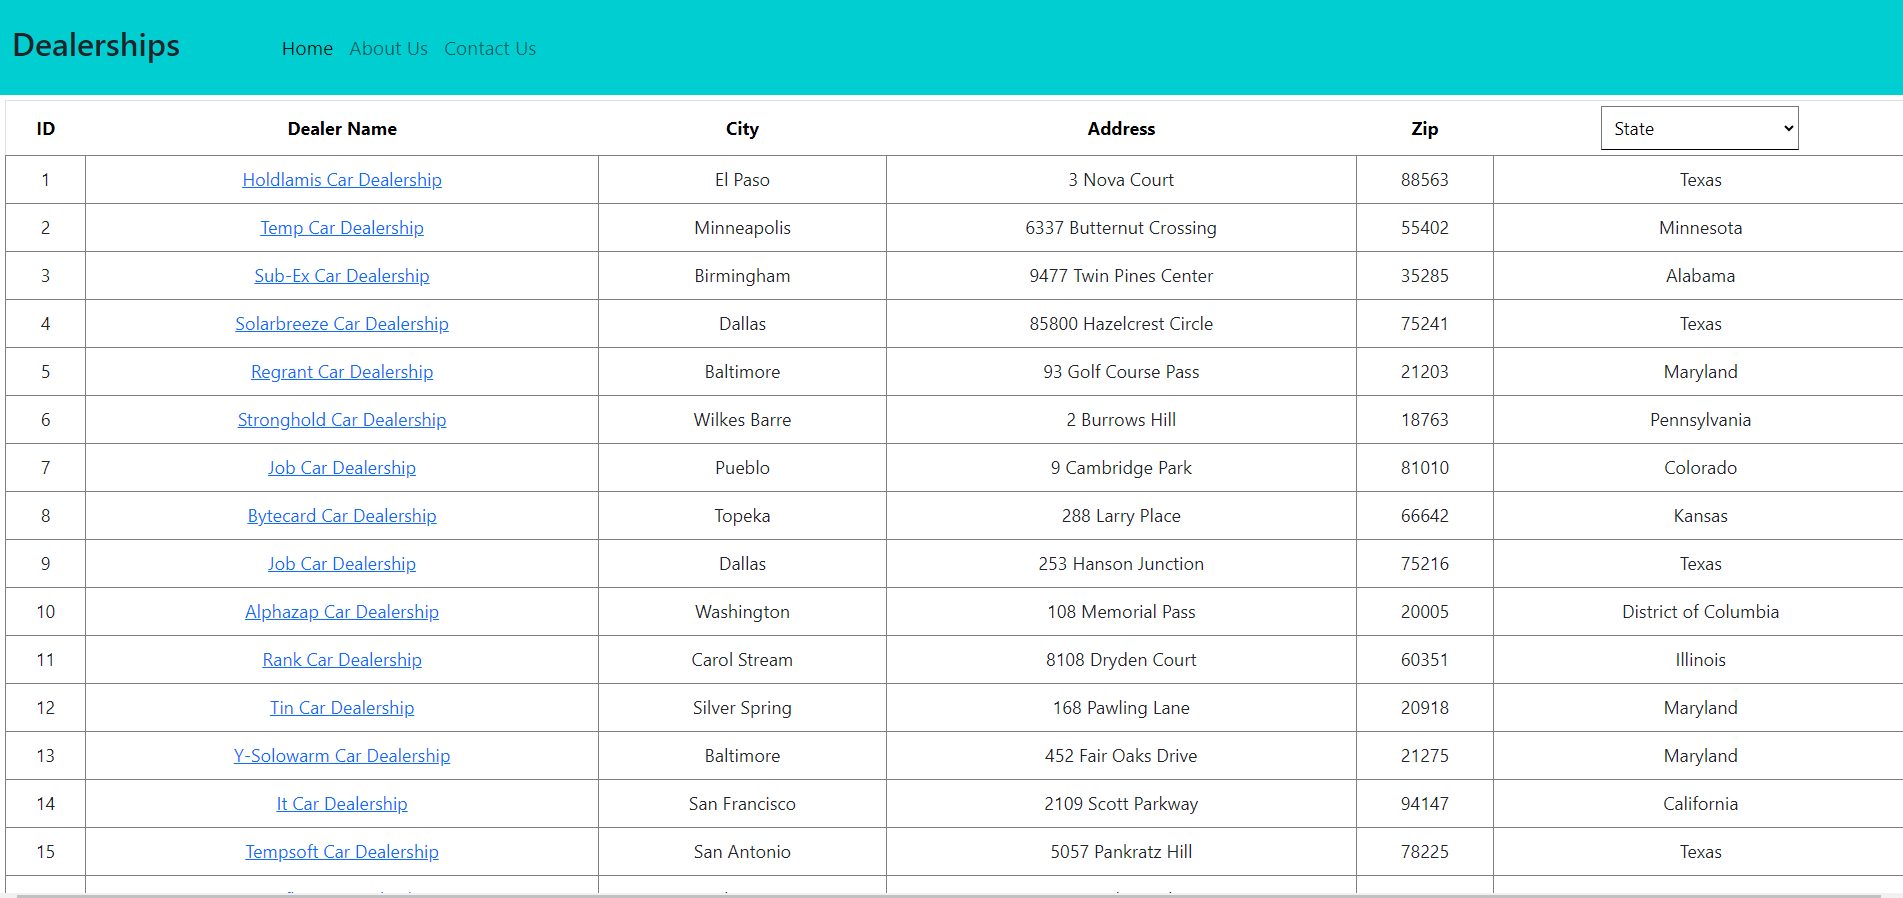 Dealerships Home About Us Contact Us
ID Dealer Name City Address Zip State
1 Holdlamis Car Dealership El Paso 3 Nova Court 88563 Texas
2 Temp Car Dealership Minneapolis 6337 Butternut Crossing 55402 Minnesota
3 Sub-Ex Car Dealership Birmingham 9477 Twin Pines Center 35285 Alabama
4 Solarbreeze Car Dealership Dallas 85800 Hazelcrest Circle 75241 Texas
5 Regrant Car Dealership Baltimore 93 Golf Course Pass 21203 Maryland
6 Stronghold Car Dealership Wilkes Barre 2 Burrows Hill 18763 Pennsylvania
7 Job Car Dealership Pueblo 9 Cambridge Park 81010 Colorado
8 Bytecard Car Dealership Topeka 288 Larry Place 66642 Kansas
9 Job Car Dealership Dallas 253 Hanson Junction 75216 Texas
10 Alphazap Car Dealership Washington 108 Memorial Pass 20005 District of Columbia
11 Rank Car Dealership Carol Stream 8108 Dryden Court 60351 Illinois
12 Tin Car Dealership Silver Spring 168 Pawling Lane 20918 Maryland
13 Y-Solowarm Car Dealership Baltimore 452 Fair Oaks Drive 21275 Maryland
14 It Car Dealership San Francisco 2109 Scott Parkway 94147 California
15 Tempsoft Car Dealership San Antonio 5057 Pankratz Hill 78225 Texas